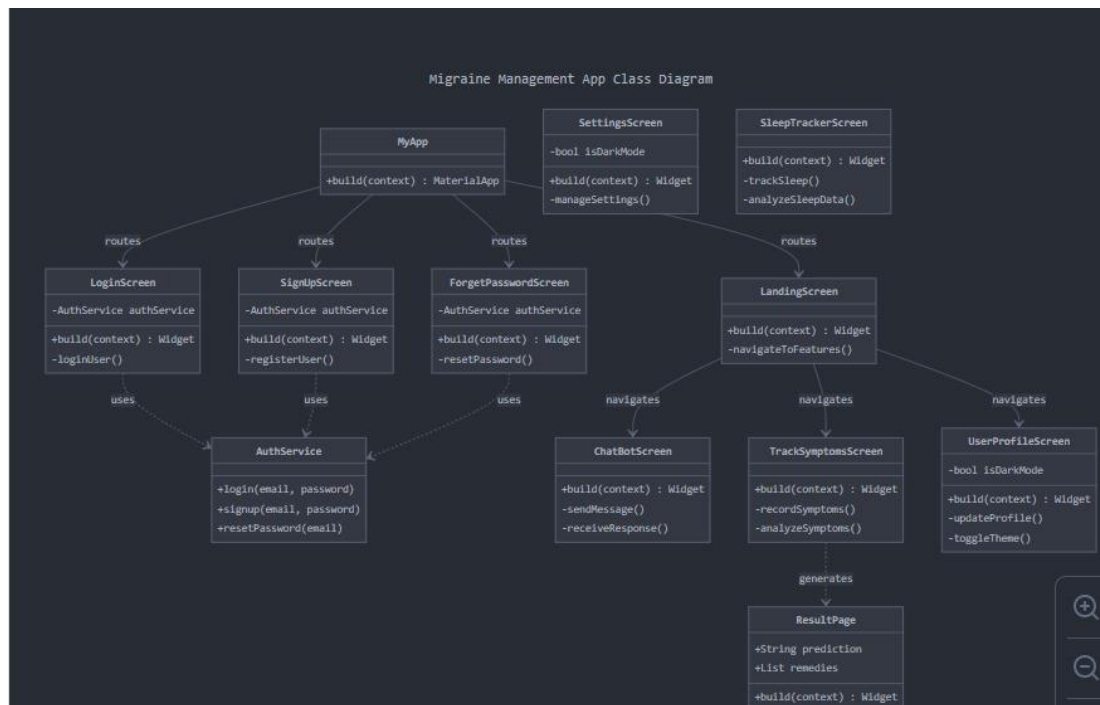 Migraine Management App Class Diagram
MyApp
+build(context) : MaterialApp
SettingsScreen
-bool isDarkMode
+build(context) : Widget
-manageSettings()
SleepTrackerScreen
+build(context) : Widget
-trackSleep()
-analyzeSleepData()
routes
routes
routes
routes
LoginScreen
-AuthService authService
+build(context) : Widget
-loginUser()
SignUpScreen
-AuthService authService
+build(context) : Widget
-registerUser()
ForgetPasswordScreen
-AuthService authService
+build(context) : Widget
-resetPassword()
LandingScreen
+build(context) : Widget
-navigateToFeatures()
uses
uses
uses
navigates
navigates
navigates
AuthService
+login(email, password)
+signup(email, password)
+resetPassword(email)
ChatBotScreen
+build(context) : Widget
-sendMessage()
-receiveResponse()
TrackSymptomsScreen
+build(context) : Widget
-recordSymptoms()
-analyzeSymptoms()
UserProfileScreen
-bool isDarkMode
+build(context) : Widget
-updateProfile()
-toggleTheme()
generates
ResultPage
+String prediction
+List remedies
+build(context) : Widget